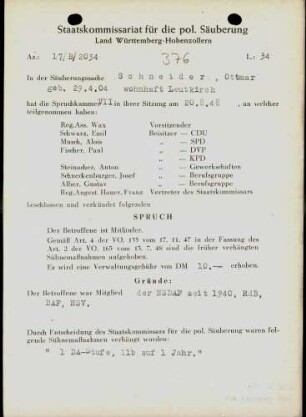 Staatskommissariat für die pol. Säuberung
Land Württemberg-Hohenzollern
Az.: 17/B/2034 376 L: 34
In der Säuberungssache Schneider, Ottmar
geb. 29.4.04 wohnhaft Leutkirch
hat die Spruchkammer VII in ihrer Sitzung am 20.8.48, an welcher
teilgenommen haben:
Reg.Ass. Wax Vorsitzender
Schwarz, Emil Beisitzer — CDU
Musch, Alois „ — SPD
Fischer, Paul „ — DVP
„ — KPD
Steinacher, Anton „ — Gewerkschaften
Schnerkenburger, Josef „ — Berufsgruppe
Alber, Gustav „ — Berufsgruppe
Reg.Angest Hauer, Franz Vertreter des Staatskommissars
beschlossen und verkündet folgenden
SPRUCH
Der Betroffene ist Mitläufer.
Gemäß Art. 4 der VO. 133 vom 17. 11. 47 in der Fassung des
Art. 2 der VO. 165 vom 13. 7. 48 sind die früher verhängten
Sühnemaßnahmen aufgehoben.
Es wird eine Verwaltungsgebühr von DM 10.— erhoben.
Gründe:
Der Betroffene war Mitglied der NSDAF seit 1940, RdB,
DAF, NSV.
Durch Entscheidung des Staatskommissars für die pol. Säuberung waren folgende
Sühnemaßnahmen verhängt worden:
" 1 DA-Stufe, 11b auf 1 Jahr."